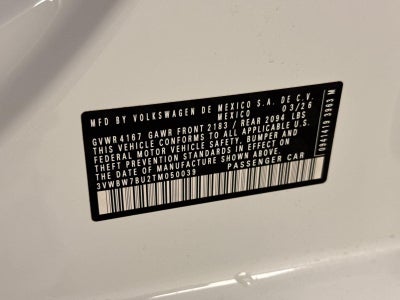 MFD BY VOLKSWAGEN DE MEXICO S.A. DE C.V.
MEXICO 03/26
GVWR 4167 GAWR FRONT 2183 / REAR 2094 LBS
THIS VEHICLE CONFORMS TO ALL APPLICABLE U.S.
FEDERAL MOTOR VEHICLE SAFETY, BUMPER AND
THEFT PREVENTION STANDARDS IN EFFECT ON THE
DATE OF MANUFACTURE SHOWN ABOVE.
3VWBW7BU2TM050039 PASSENGER CAR
0941419 3963 M